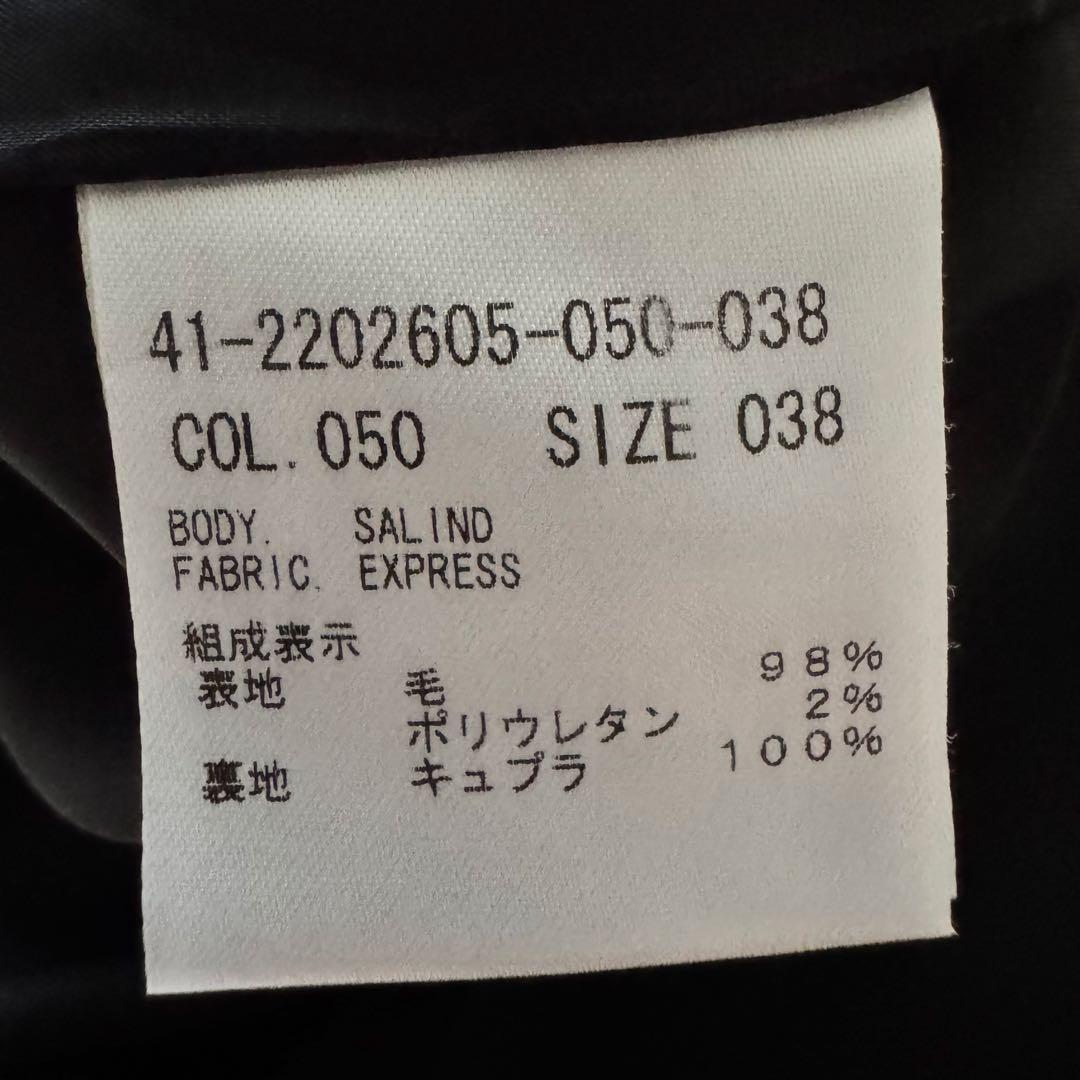 41-2202605-050-038
COL. 050 SIZE 038
BODY. SALIND
FABRIC. EXPRESS
組成表示
表地 毛 98%
ポリウレタン 2%
裏地 キュプラ 100%